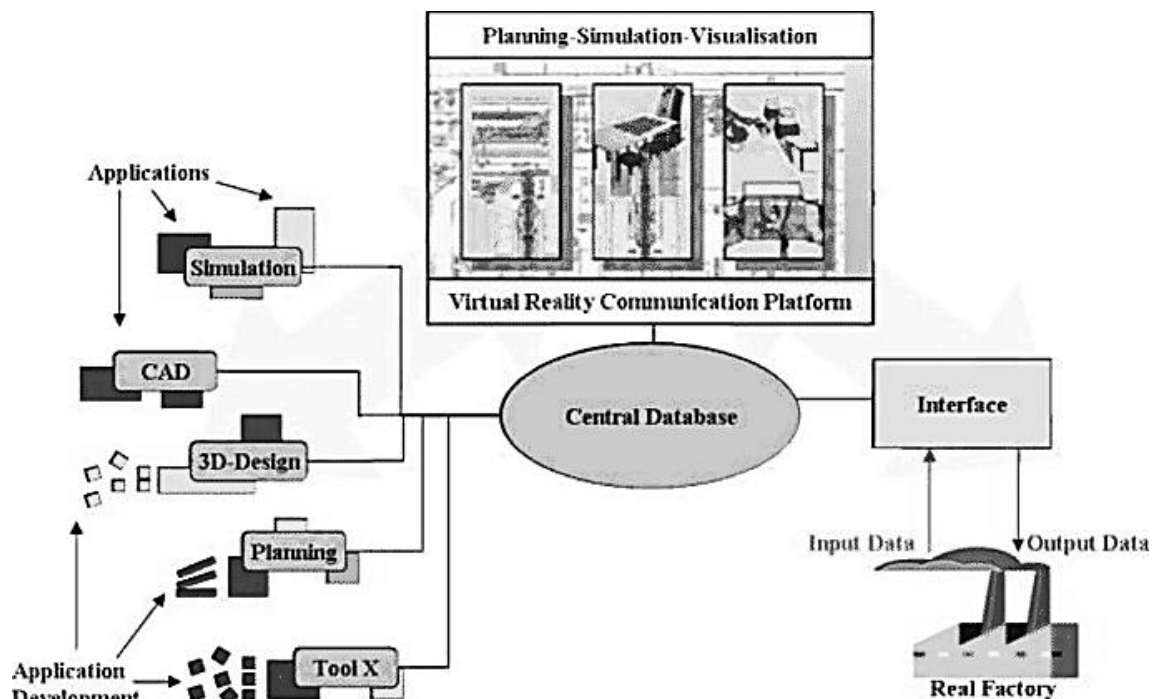 Planning-Simulation-Visualisation
Applications
Simulation
Virtual Reality Communication Platform
CAD
Central Database
Interface
3D-Design
Planning
Input Data
Output Data
Application
Development
Tool X
Real Factory